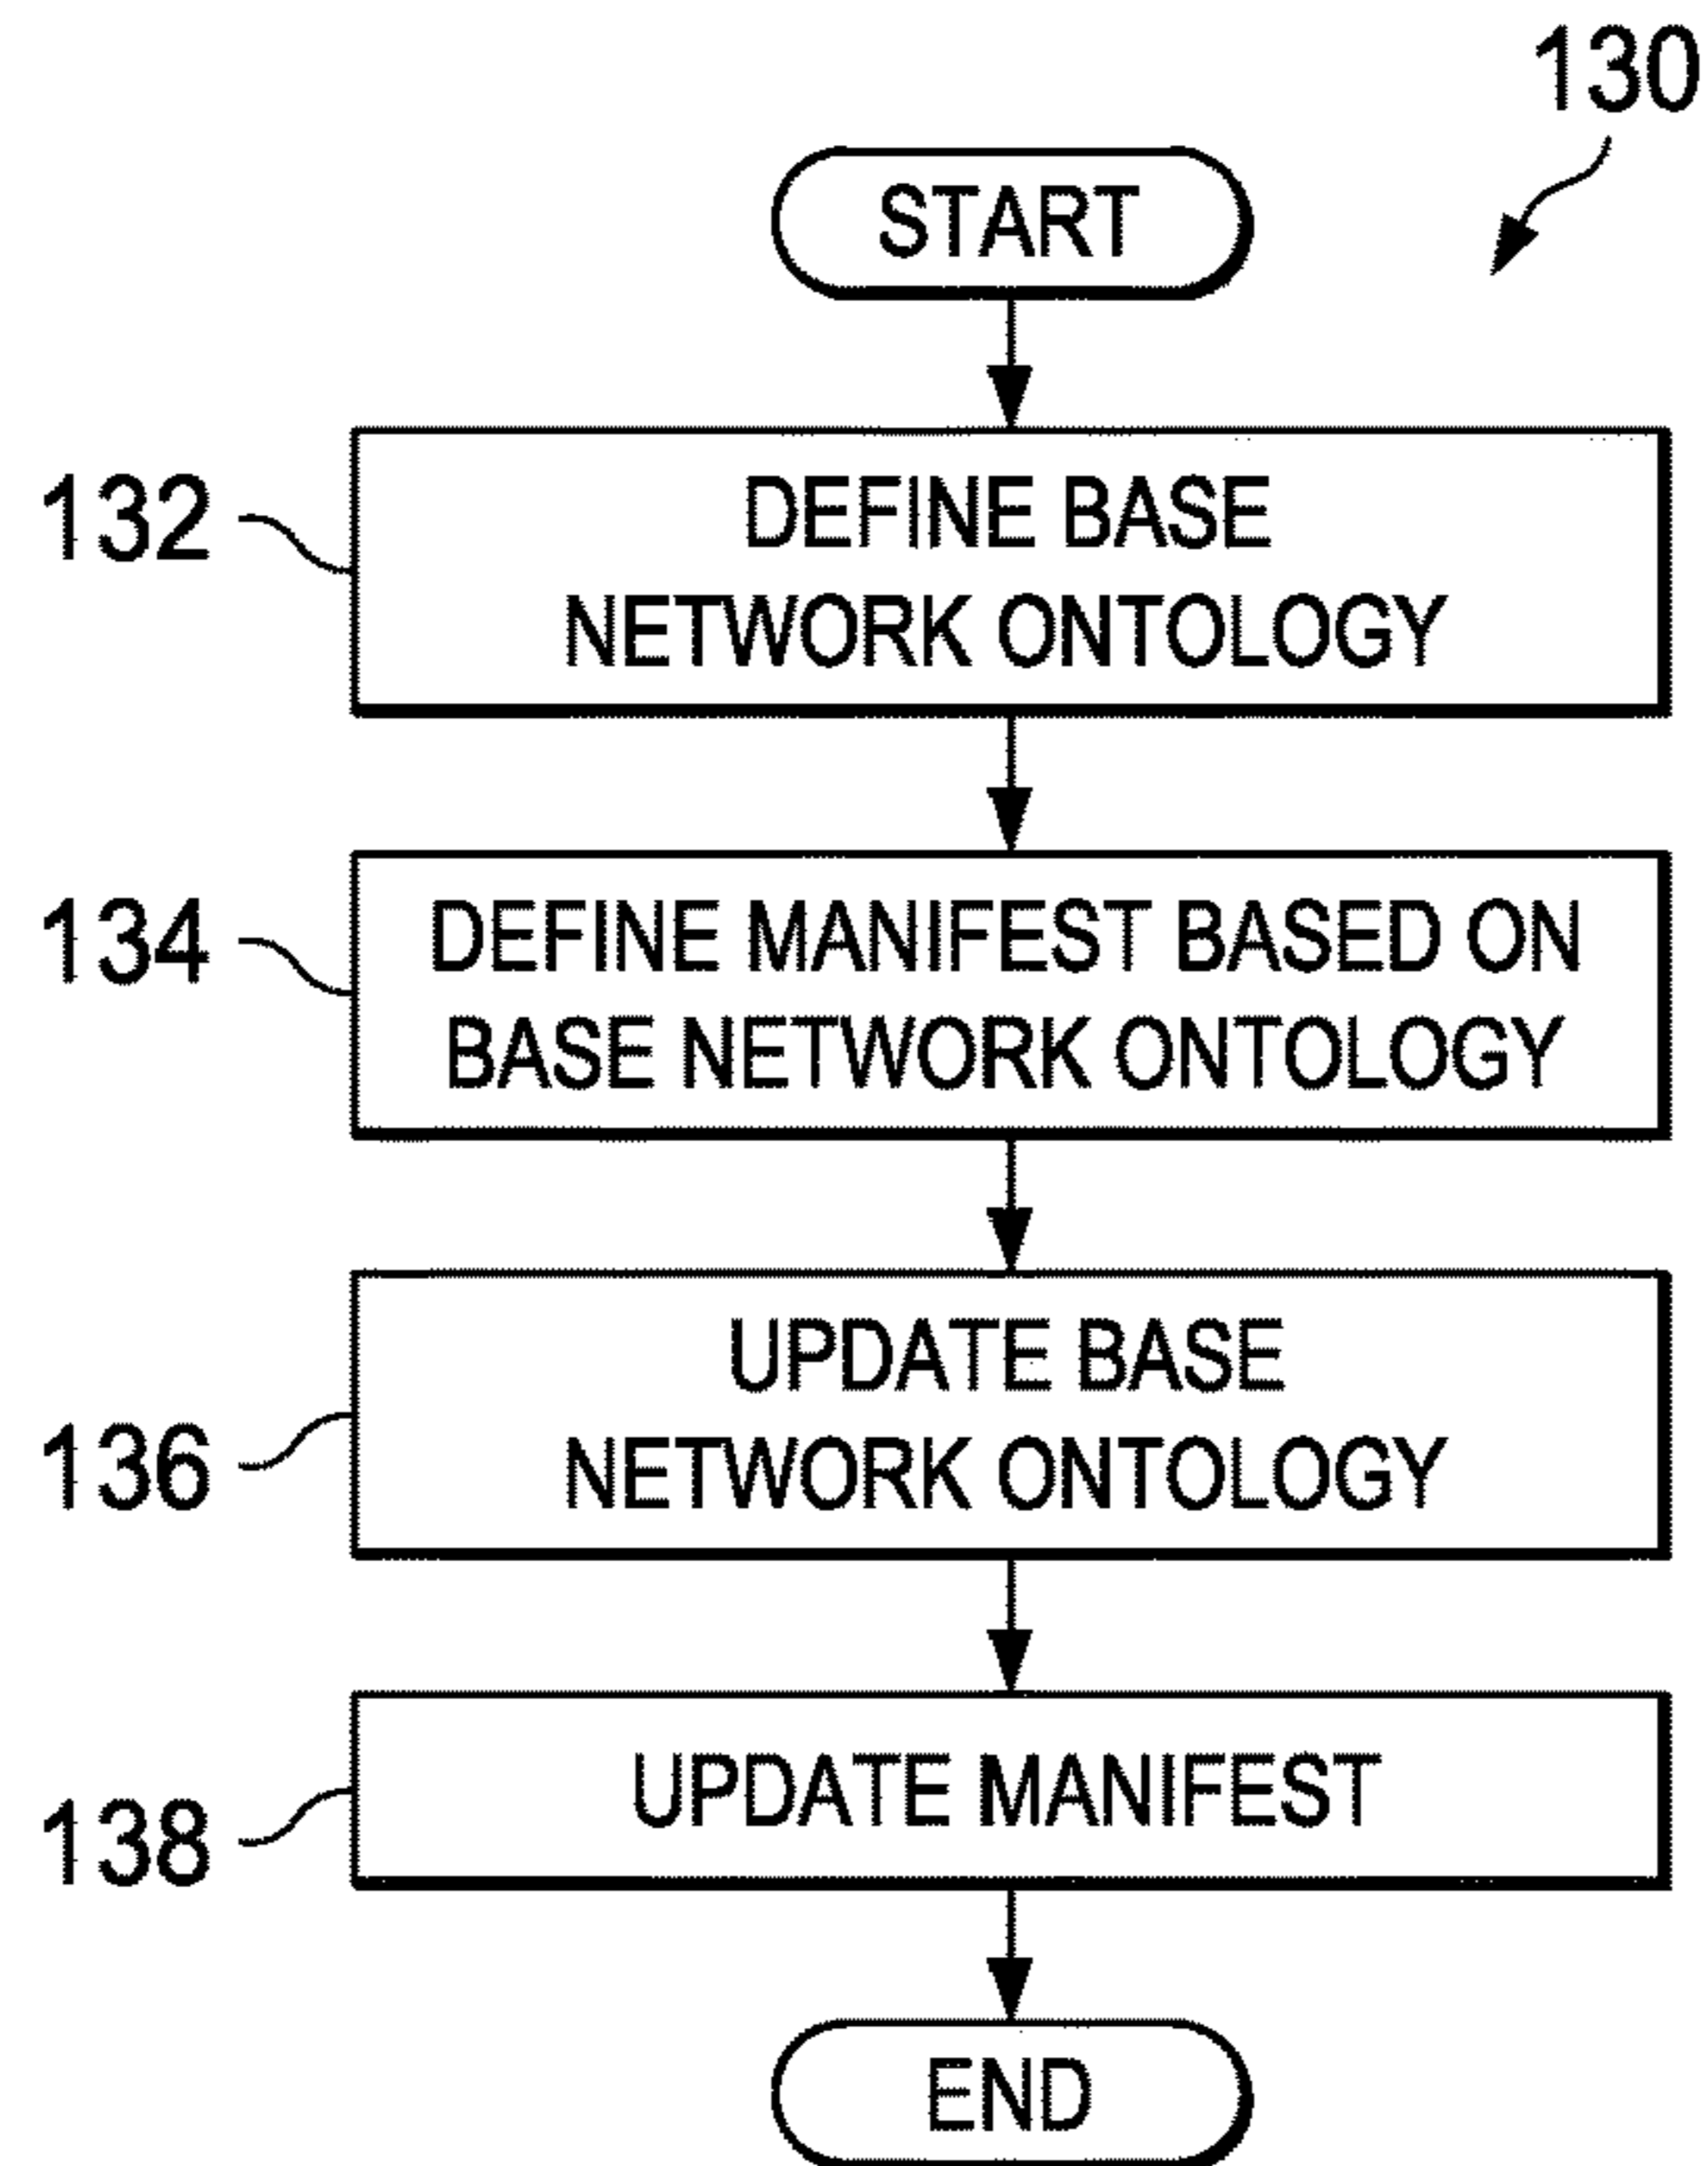 130
START
132
DEFINE BASE
NETWORK ONTOLOGY
134
DEFINE MANIFEST BASED ON
BASE NETWORK ONTOLOGY
136
UPDATE BASE
NETWORK ONTOLOGY
138
UPDATE MANIFEST
END